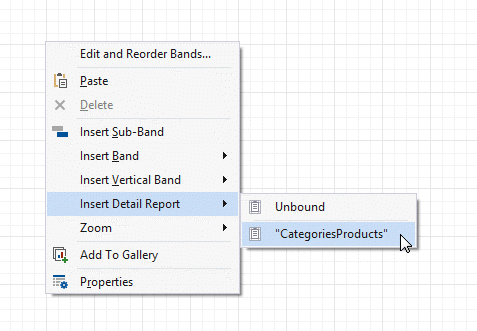 Edit and Reorder Bands...
Paste
Delete
Insert Sub-Band
Insert Band
Insert Vertical Band
Insert Detail Report
Zoom
Add To Gallery
Properties
Unbound
"CategoriesProducts"